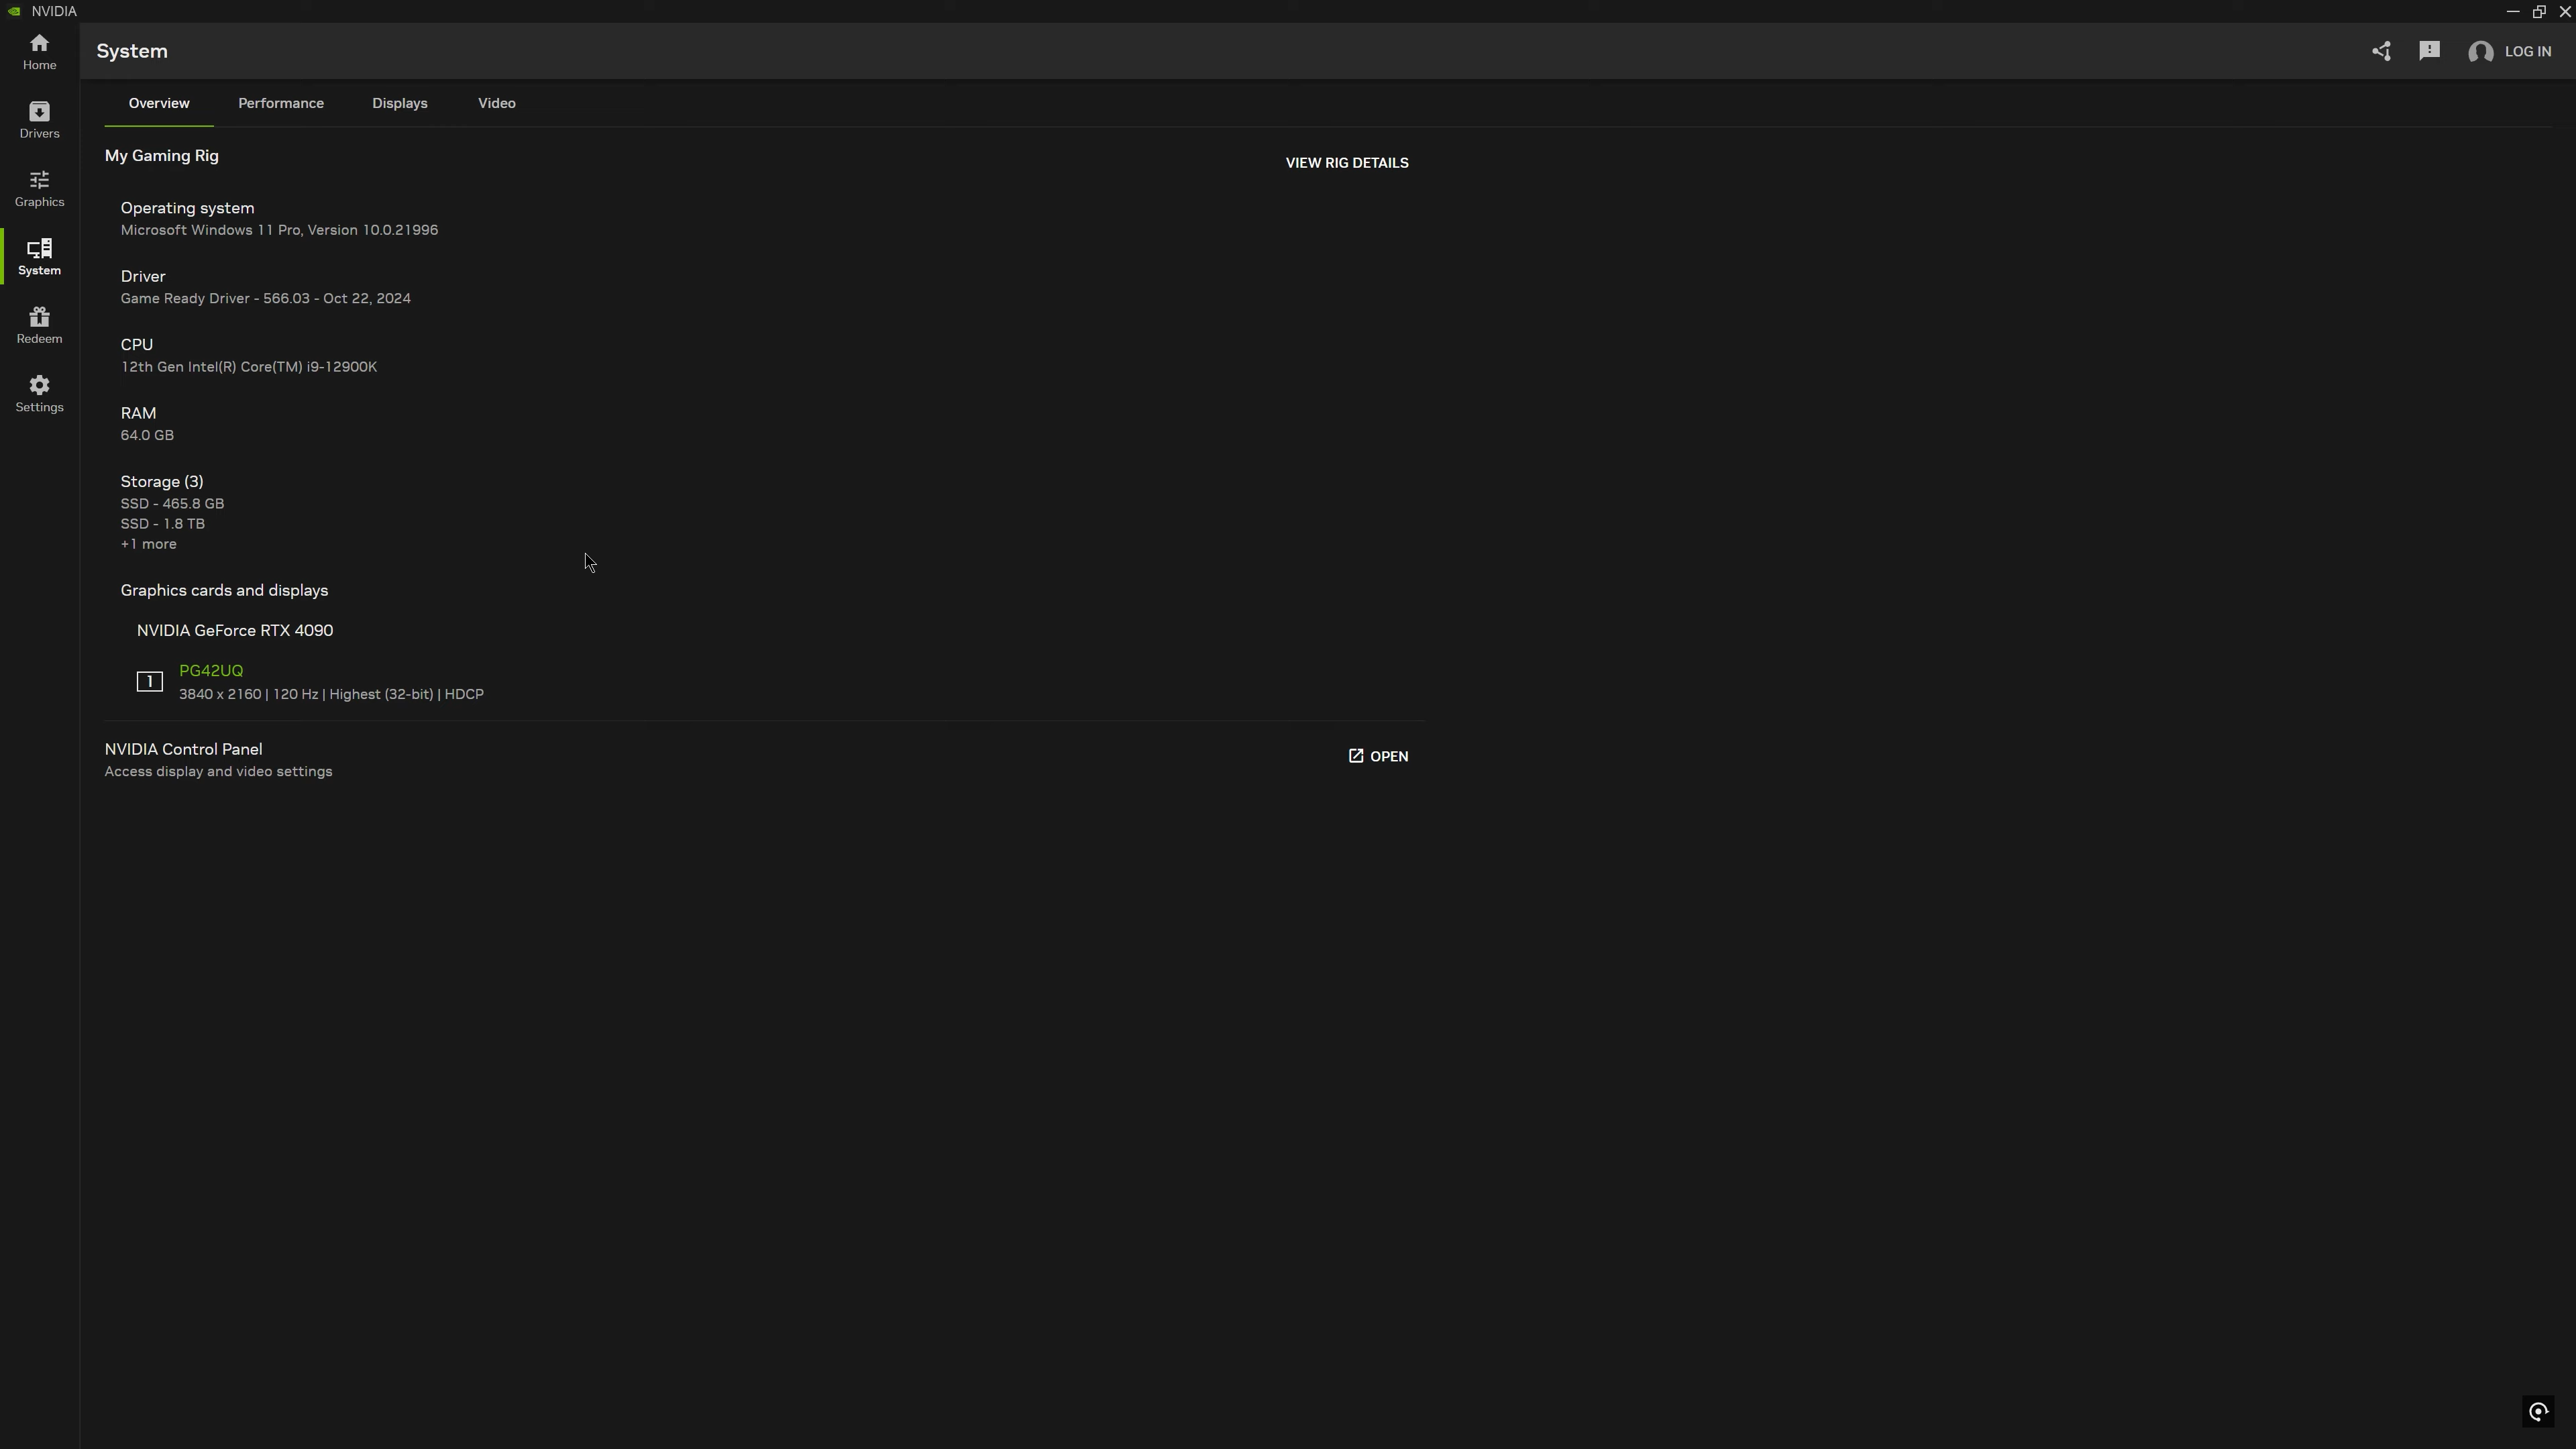 NVIDIA
Home
Drivers
Graphics
System
Redeem
Settings
System
LOG IN
Overview
Performance
Displays
Video
My Gaming Rig
VIEW RIG DETAILS
Operating system
Microsoft Windows 11 Pro, Version 10.0.21996
Driver
Game Ready Driver - 566.03 - Oct 22, 2024
CPU
12th Gen Intel(R) Core(TM) i9-12900K
RAM
64.0 GB
Storage (3)
SSD - 465.8 GB
SSD - 1.8 TB
+1 more
Graphics cards and displays
NVIDIA GeForce RTX 4090
1
PG42UQ
3840 x 2160 | 120 Hz | Highest (32-bit) | HDCP
NVIDIA Control Panel
Access display and video settings
OPEN